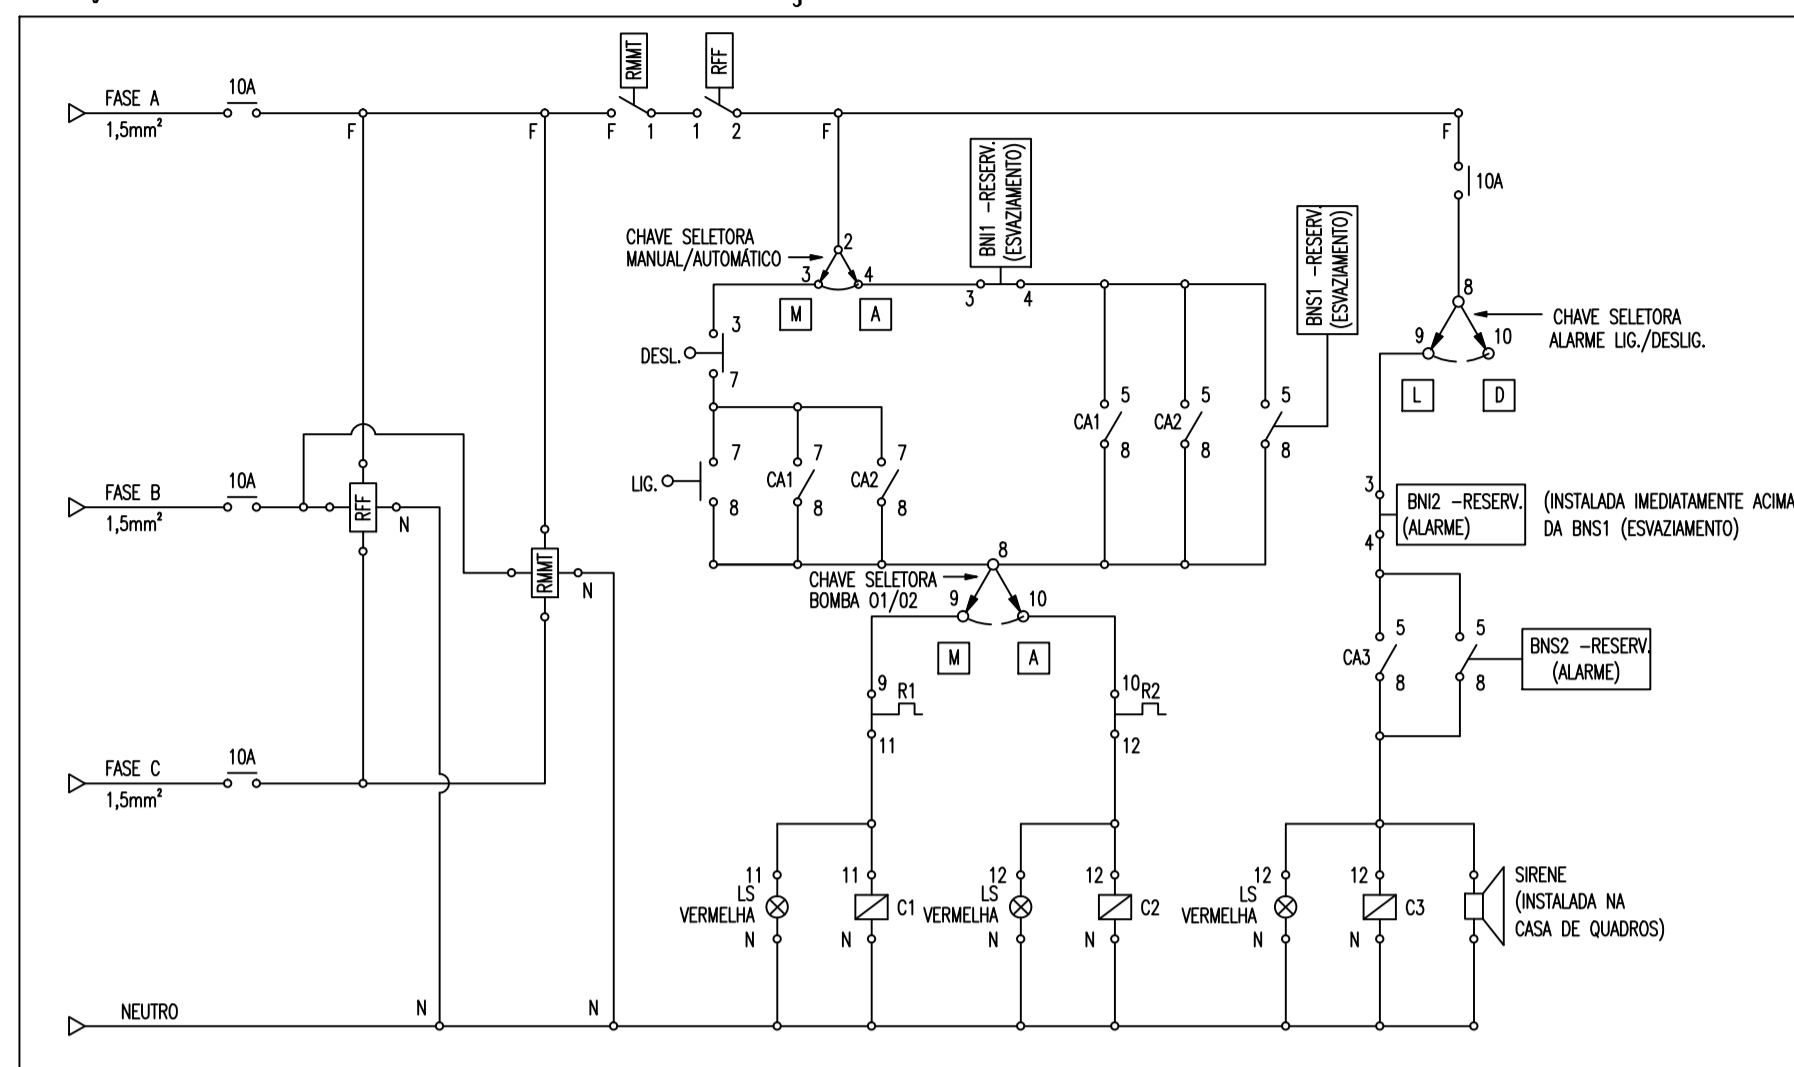 RMMT
RFF
FASE A
1,5mm²
10A
F
F
F
1
1
2
F
F
10A
CHAVE SELETORA
MANUAL/AUTOMÁTICO
2
3
4
M
A
BNI1 -RESERV.
(ESVAZIAMENTO)
3
4
BNS1 -RESERV.
(ESVAZIAMENTO)
8
CHAVE SELETORA
ALARME LIG./DESLIG.
9
10
L
D
3
DESL.
7
7
LIG.
8
7
CA1
8
7
CA2
8
5
CA1
8
5
CA2
8
5
8
FASE B
1,5mm²
10A
RFF
N
RMMT
N
3
BNI2 -RESERV.
(ALARME)
4
(INSTALADA IMEDIATAMENTE ACIMA
DA BNS1 (ESVAZIAMENTO)
8
CHAVE SELETORA
BOMBA 01/02
9
10
M
A
5
CA3
8
5
8
BNS2 -RESERV.
(ALARME)
9
R1
11
10
R2
12
FASE C
1,5mm²
10A
11
LS
VERMELHA
N
11
C1
N
12
LS
VERMELHA
N
12
C2
N
12
LS
VERMELHA
N
12
C3
N
SIRENE
(INSTALADA NA
CASA DE QUADROS)
NEUTRO
N
N